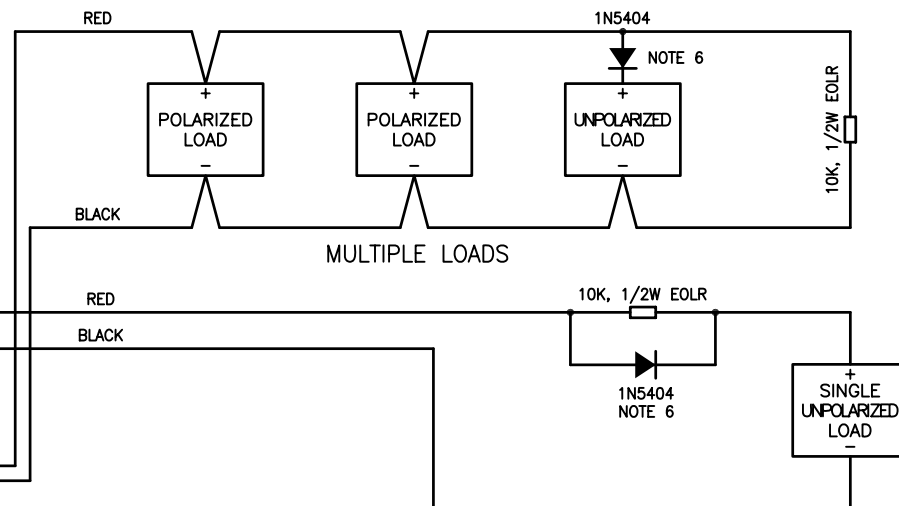 RED
1N5404
NOTE 6
+
+
+
POLARIZED
LOAD
POLARIZED
LOAD
UNPOLARIZED
LOAD
10K, 1/2W EOLR
−
−
−
BLACK
MULTIPLE LOADS
RED
10K, 1/2W EOLR
BLACK
1N5404
NOTE 6
+
SINGLE
UNPOLARIZED
LOAD
−